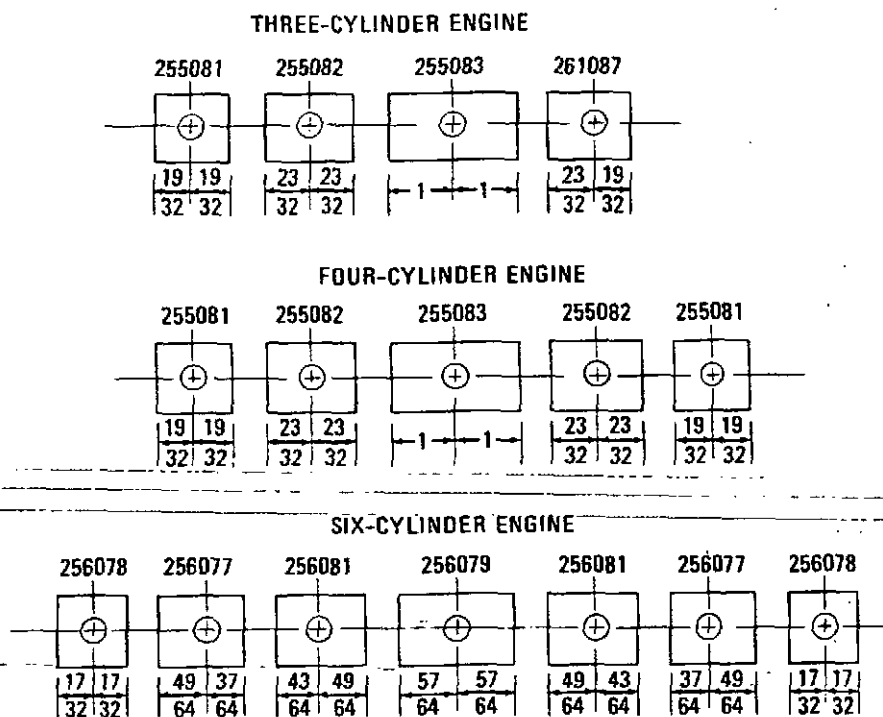 THREE-CYLINDER ENGINE
255081 255082 255083 261087
19 19 23 23 1 1 23 19
32 32 32 32 32 32
FOUR-CYLINDER ENGINE
255081 255082 255083 255082 255081
19 19 23 23 1 1 23 23 19 19
32 32 32 32 32 32 32 32
SIX-CYLINDER ENGINE
256078 256077 256081 256079 256081 256077 256078
17 17 49 37 43 49 57 57 49 43 37 49 17 17
32 32 64 64 64 64 64 64 64 64 64 64 32 32